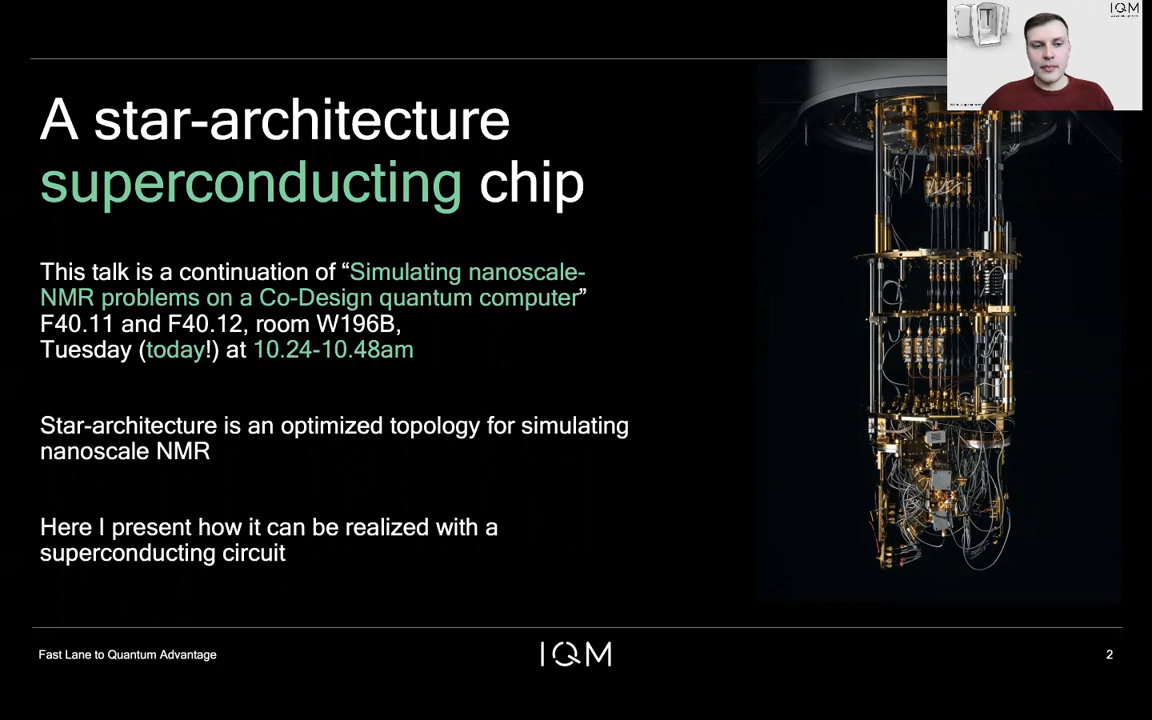 IQM
A star-architecture
superconducting chip
This talk is a continuation of “Simulating nanoscale-
NMR problems on a Co-Design quantum computer”
F40.11 and F40.12, room W196B,
Tuesday (today!) at 10.24-10.48am
Star-architecture is an optimized topology for simulating
nanoscale NMR
Here I present how it can be realized with a
superconducting circuit
Fast Lane to Quantum Advantage
IQM
2